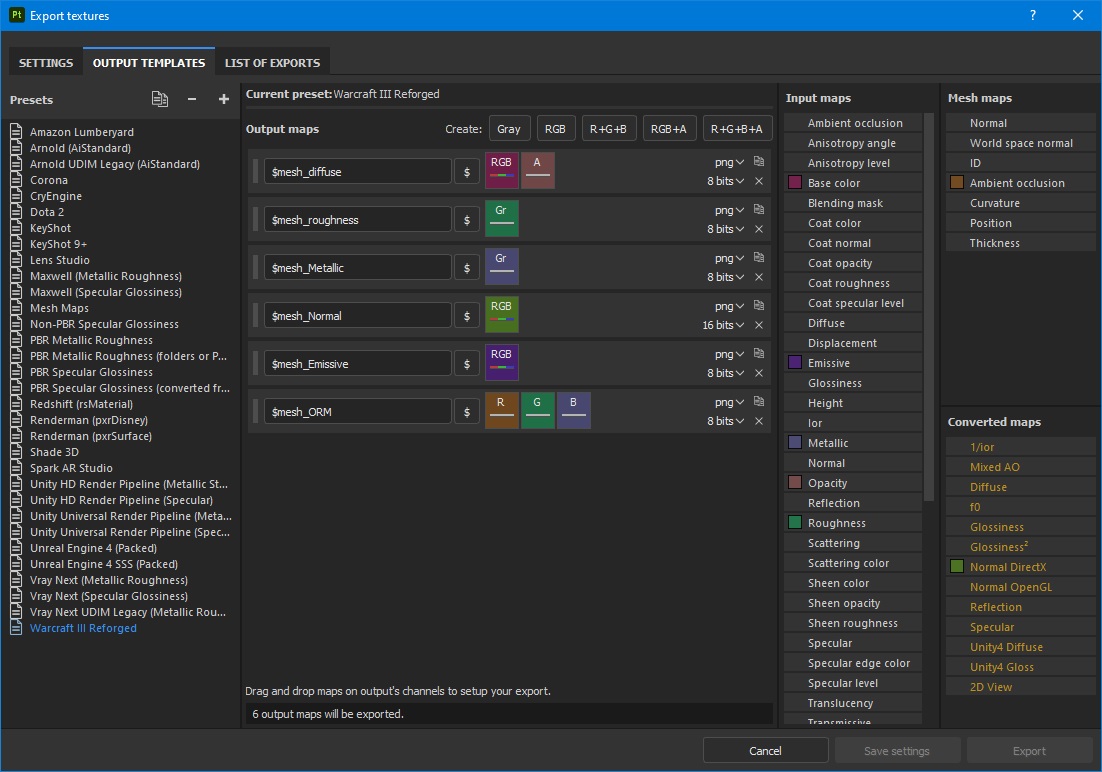 Pt Export textures ?
SETTINGS OUTPUT TEMPLATES LIST OF EXPORTS
Presets
Amazon Lumberyard
Arnold (AiStandard)
Arnold UDIM Legacy (AiStandard)
Corona
CryEngine
Dota 2
KeyShot
KeyShot 9+
Lens Studio
Maxwell (Metallic Roughness)
Maxwell (Specular Glossiness)
Mesh Maps
Non-PBR Specular Glossiness
PBR Metallic Roughness
PBR Metallic Roughness (folders or P...
PBR Specular Glossiness
PBR Specular Glossiness (converted fr...
Redshift (rsMaterial)
Renderman (pxrDisney)
Renderman (pxrSurface)
Shade 3D
Spark AR Studio
Unity HD Render Pipeline (Metallic St...
Unity HD Render Pipeline (Specular)
Unity Universal Render Pipeline (Meta...
Unity Universal Render Pipeline (Spec...
Unreal Engine 4 (Packed)
Unreal Engine 4 SSS (Packed)
Vray Next (Metallic Roughness)
Vray Next (Specular Glossiness)
Vray Next UDIM Legacy (Metallic Rou...
Warcraft III Reforged
Current preset: Warcraft III Reforged
Output maps Create: Gray RGB R+G+B RGB+A R+G+B+A
$mesh_diffuse $ RGB A png
8 bits
$mesh_roughness $ Gr png
8 bits
$mesh_Metallic $ Gr png
8 bits
$mesh_Normal $ RGB png
16 bits
$mesh_Emissive $ RGB png
8 bits
$mesh_ORM $ R G B png
8 bits
Drag and drop maps on output's channels to setup your export.
6 output maps will be exported.
Input maps
Ambient occlusion
Anisotropy angle
Anisotropy level
Base color
Blending mask
Coat color
Coat normal
Coat opacity
Coat roughness
Coat specular level
Diffuse
Displacement
Emissive
Glossiness
Height
Ior
Metallic
Normal
Opacity
Reflection
Roughness
Scattering
Scattering color
Sheen color
Sheen opacity
Sheen roughness
Specular
Specular edge color
Specular level
Translucency
Transmissive
Mesh maps
Normal
World space normal
ID
Ambient occlusion
Curvature
Position
Thickness
Converted maps
1/ior
Mixed AO
Diffuse
f0
Glossiness
Glossiness²
Normal DirectX
Normal OpenGL
Reflection
Specular
Unity4 Diffuse
Unity4 Gloss
2D View
Cancel Save settings Export